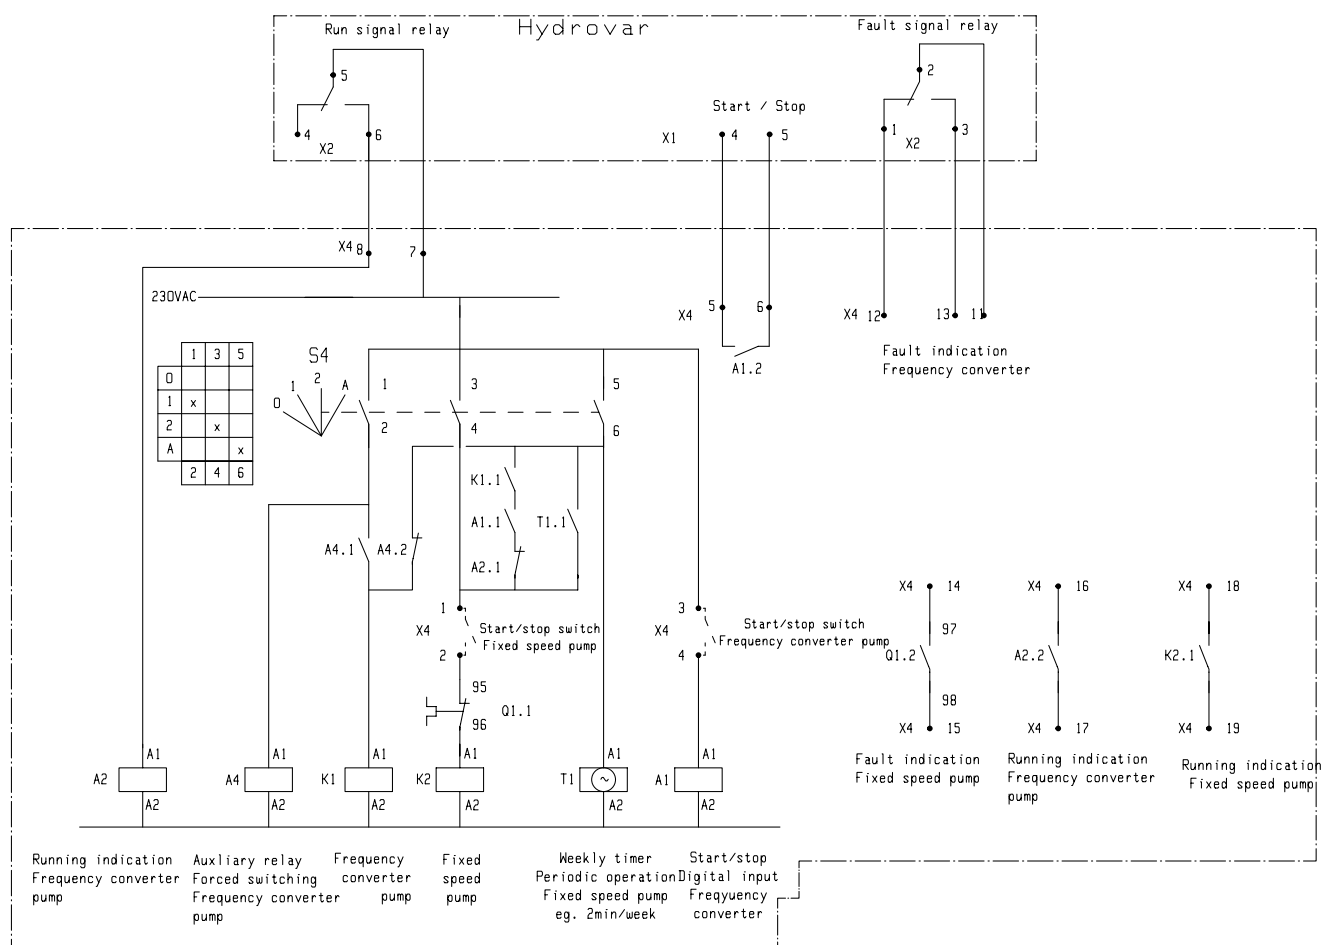 Run signal relay
Hydrovar
Fault signal relay
5
2
Start / Stop
4
6
X2
X1
4
5
1
3
X2
X4 8
7
230VAC
X4
5
6
A1.2
X4 12
13
11
Fault indication
Frequency converter
1 3 5
0
1 x
2 x
A x
2 4 6
S4
0
1
2
A
1
2
3
4
5
6
K1.1
A1.1
T1.1
A2.1
A4.1
A4.2
1
X4
2
Start/stop switch
Fixed speed pump
3
X4
4
Start/stop switch
Frequency converter pump
95
96
Q1.1
X4 14
97
Q1.2
98
X4 15
Fault indication
Fixed speed pump
X4 16
A2.2
X4 17
Running indication
Frequency converter
pump
X4 18
K2.1
X4 19
Running indication
Fixed speed pump
A1
A2
A2
A1
A4
A2
A1
K1
A2
A1
K2
A2
A1
T1
~
A2
A1
A1
A2
Running indication
Frequency converter
pump
Auxliary relay
Forced switching
Frequency converter
pump
Frequency
converter
pump
Fixed
speed
pump
Weekly timer
Periodic operation
Fixed speed pump
eg. 2min/week
Start/stop
Digital input
Freqyuency
converter